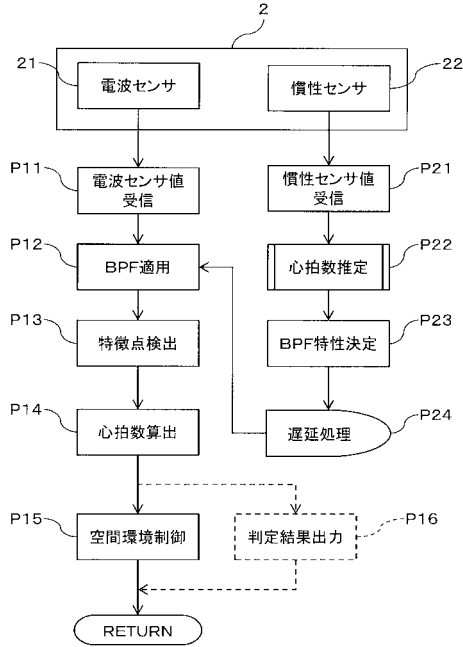 2
21
電波センサ
慣性センサ
22
P11
電波センサ値
受信
慣性センサ値
受信
P21
P12
BPF適用
心拍数推定
P22
P13
特徴点検出
BPF特性決定
P23
P14
心拍数算出
遅延処理
P24
P15
空間環境制御
判定結果出力
P16
RETURN